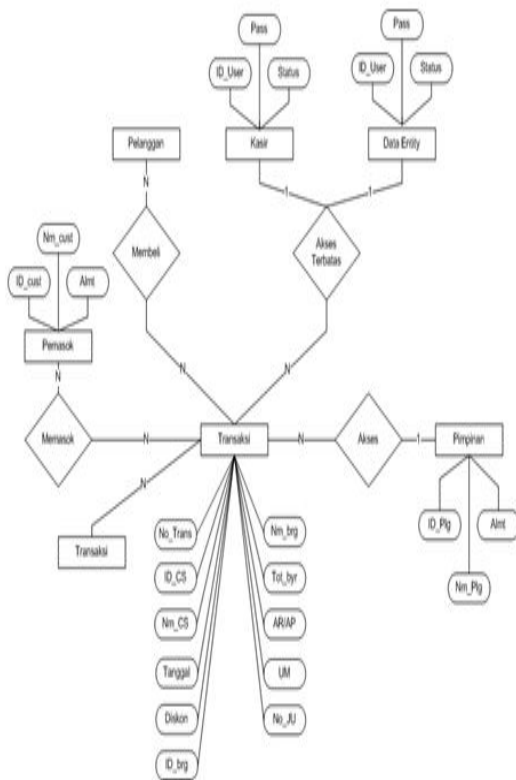 Pass
Pass
ID_User
Status
ID_User
Status
Pelanggan
Kasir
Data Entity
N
1
1
Nm_cust
Membeli
Akses
Terbatas
ID_cust
Almt
Pemasok
N
N
N
Memasok
N
Transaksi
N
Akses
1
Pimpinan
N
Transaksi
No_Trans
Nm_brg
ID_Plg
Almt
ID_CS
Tot_byr
Nm_Plg
Nm_CS
AR/AP
Tanggal
UM
Diskon
No_JU
ID_brg